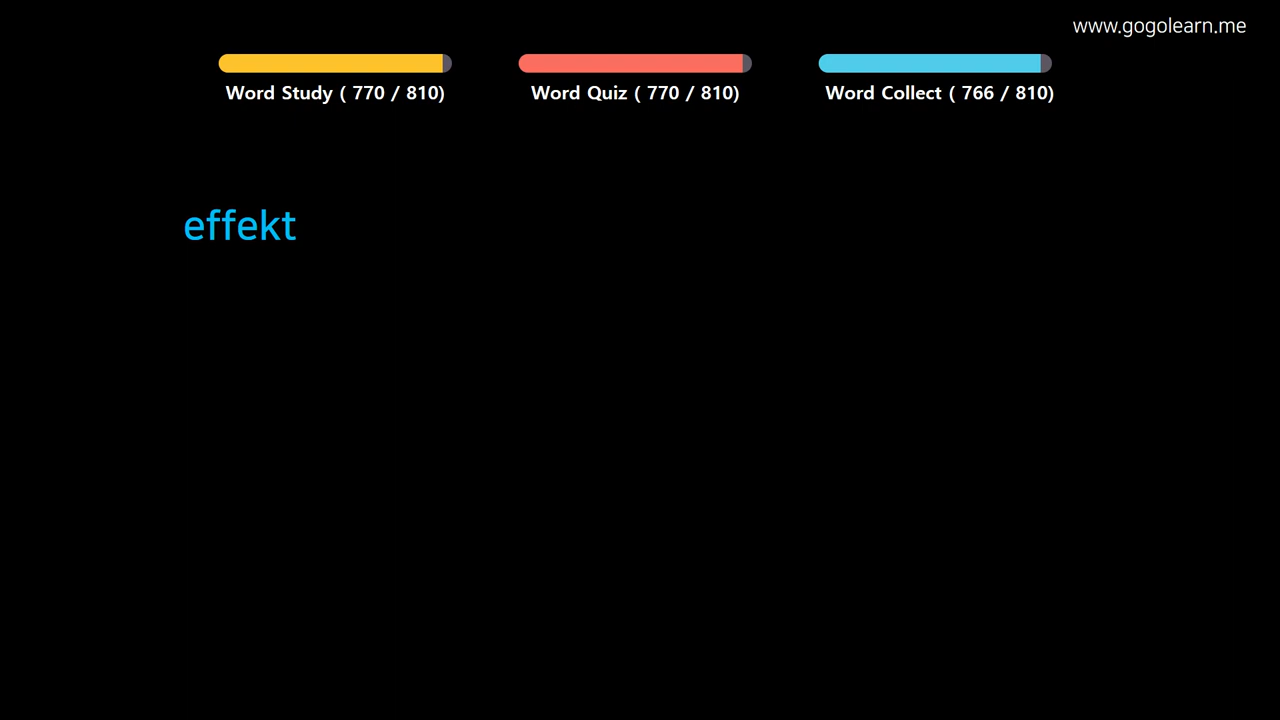 www.gogolearn.me
Word Study ( 770 / 810)
Word Quiz ( 770 / 810)
Word Collect ( 766 / 810)
effekt